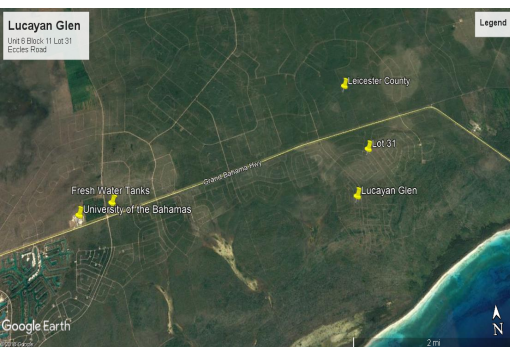 Lucayan Glen
Unit 6 Block 11 Lot 31
Eccles Road
Legend
Leicester County
Lot 31
Grand Bahama Hwy
Lucayan Glen
Fresh Water Tanks
University of the Bahamas
Google Earth
N
2 mi